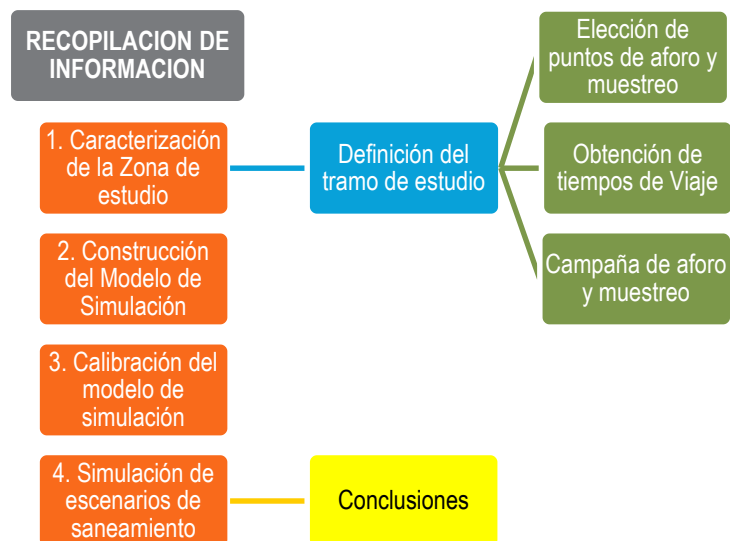 RECOPILACION DE
INFORMACION
1. Caracterización
de la Zona de
estudio
Definición del
tramo de estudio
Elección de
puntos de aforo y
muestreo
Obtención de
tiempos de Viaje
Campaña de aforo
y muestreo
2. Construcción
del Modelo de
Simulación
3. Calibración del
modelo de
simulación
4. Simulación de
escenarios de
saneamiento
Conclusiones